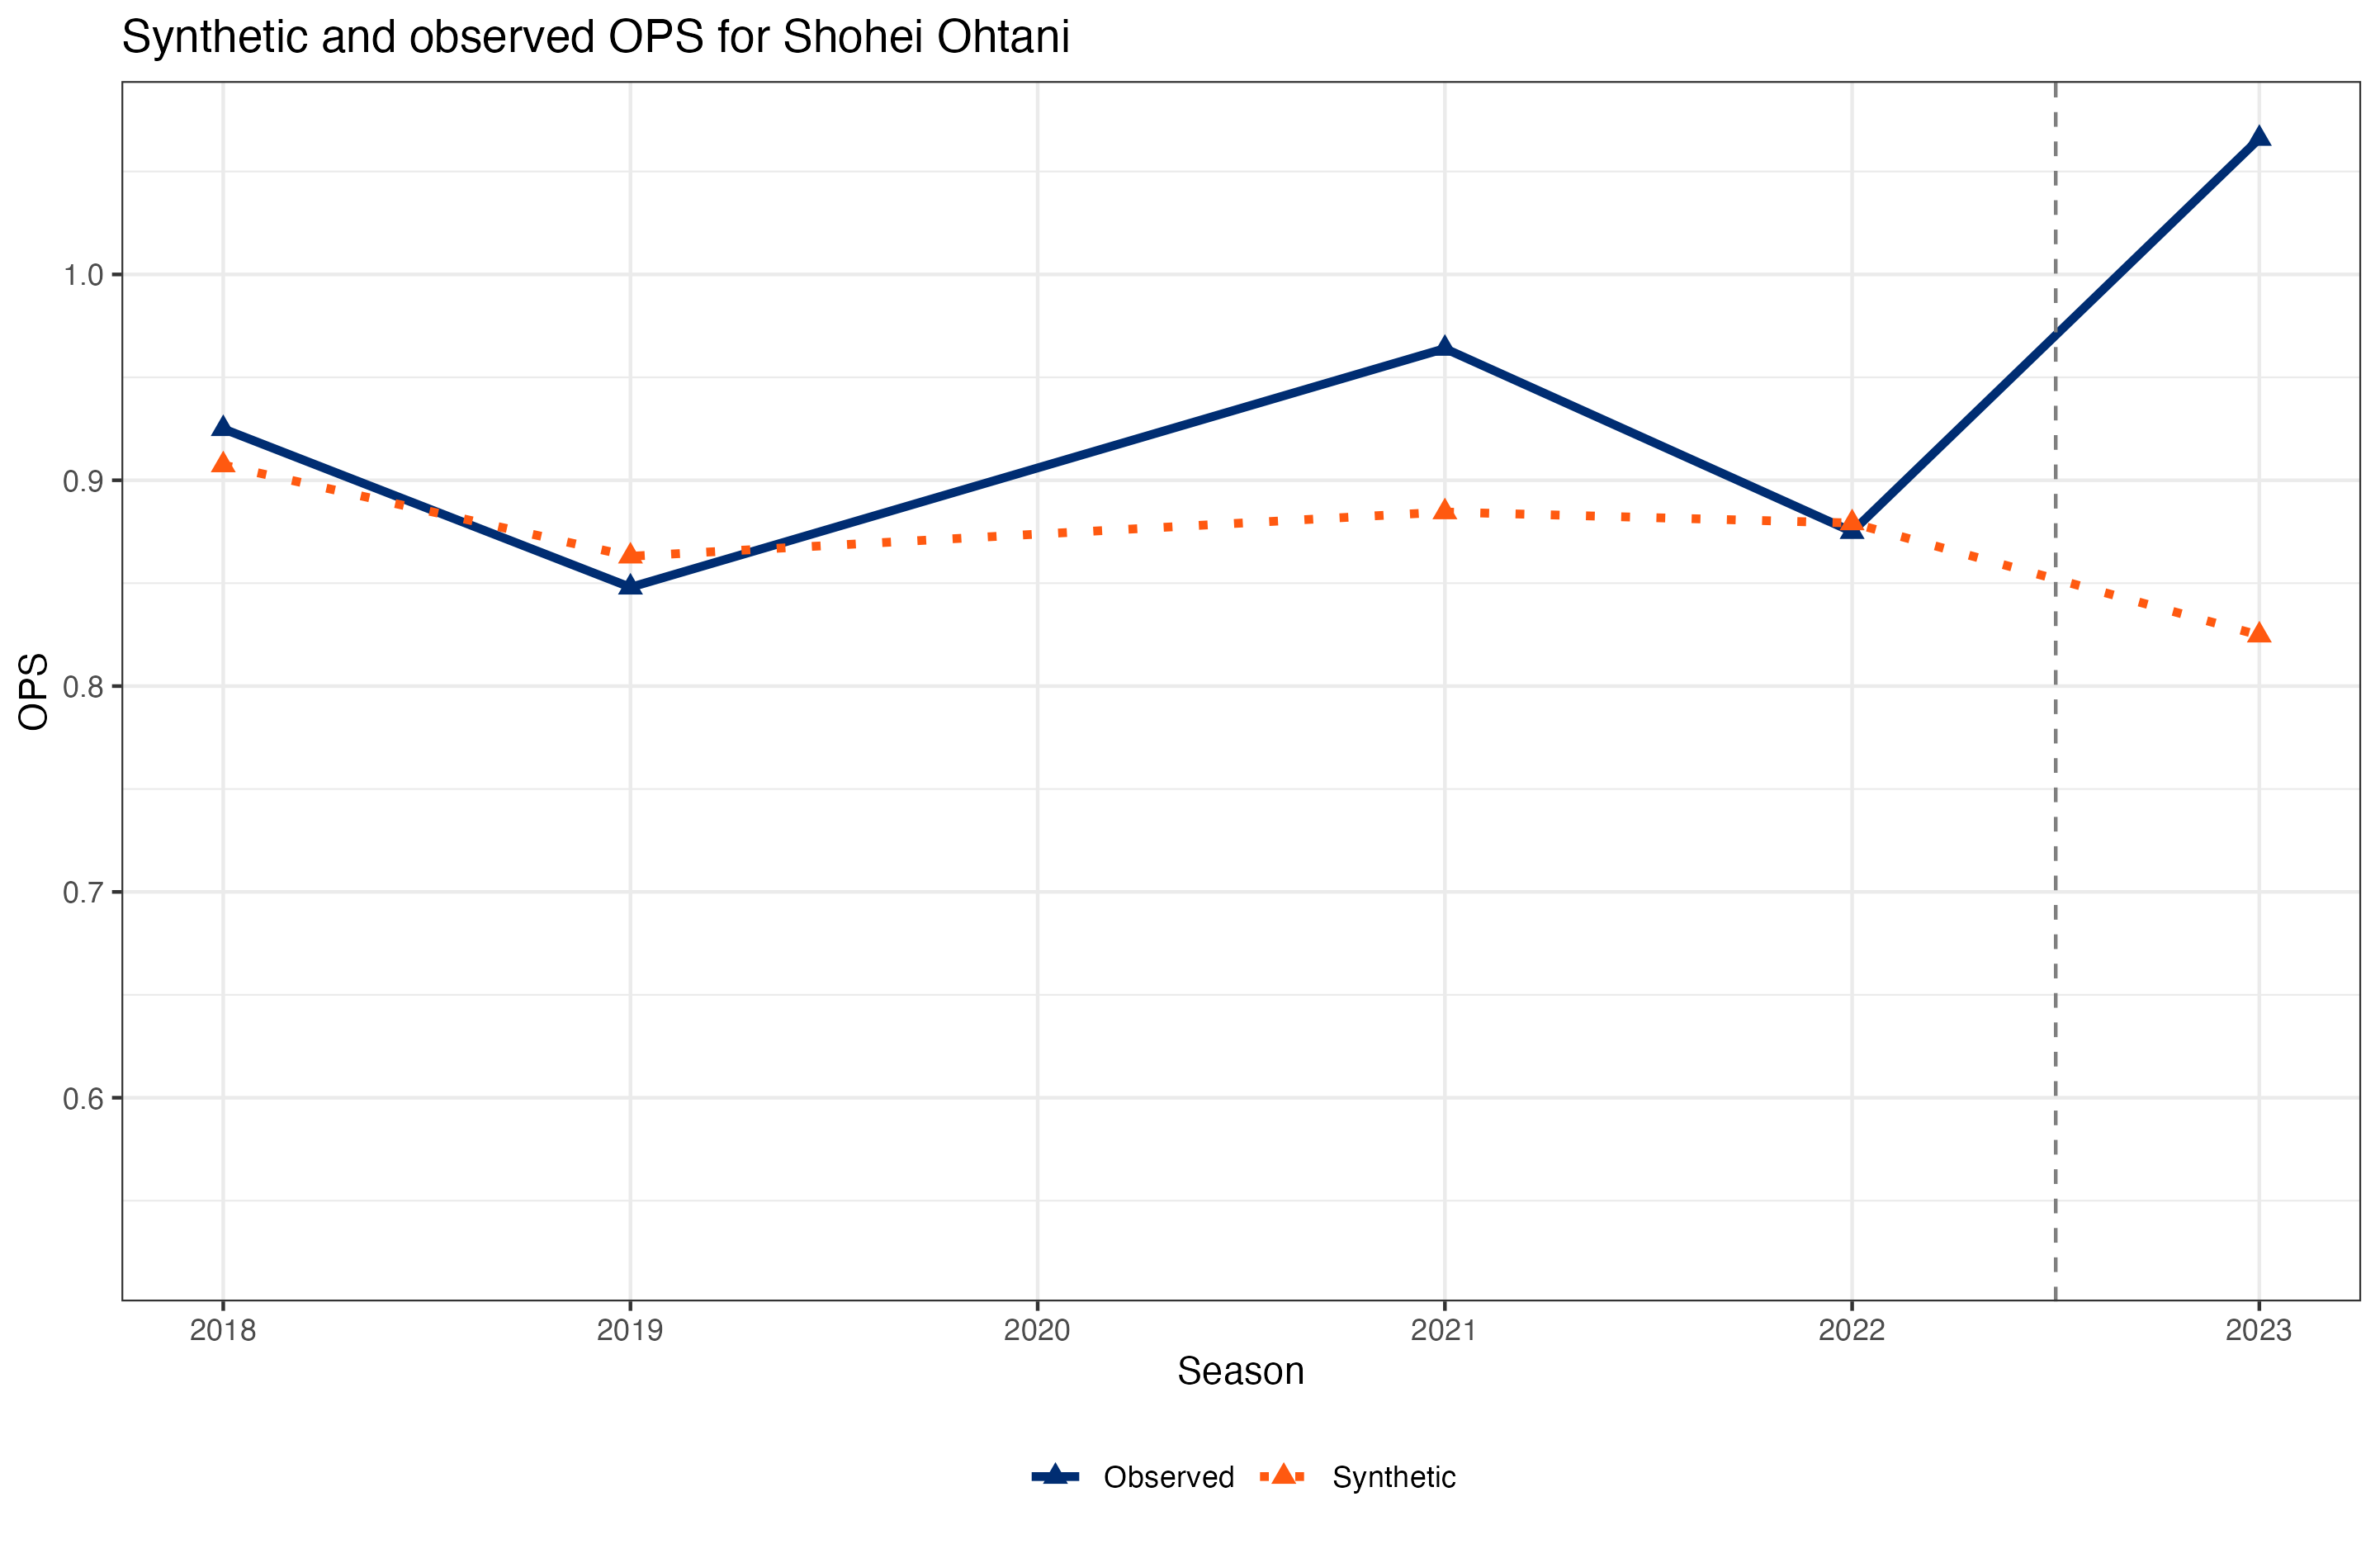 Synthetic and observed OPS for Shohei Ohtani
OPS
1.0
0.9
0.8
0.7
0.6
2018 2019 2020 2021 2022 2023
Season
Observed Synthetic